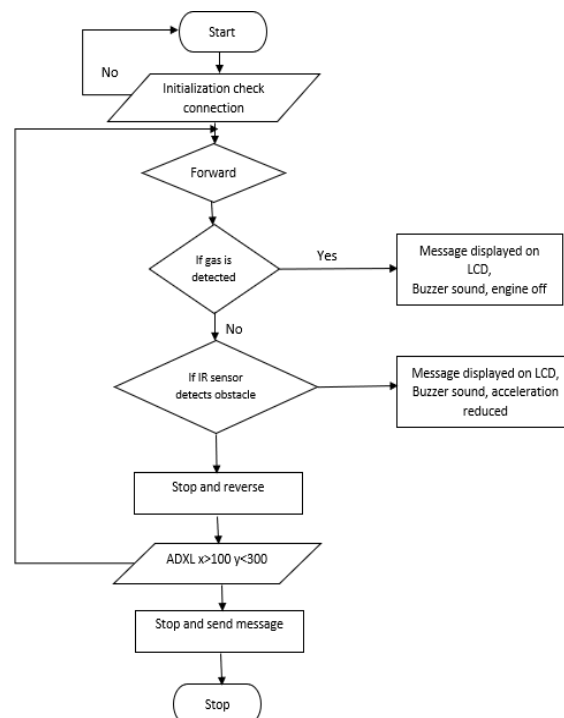 Start
No
Initialization check
connection
Forward
If gas is
detected
Yes
Message displayed on
LCD,
Buzzer sound, engine off
No
If IR sensor
detects obstacle
Message displayed on LCD,
Buzzer sound, acceleration
reduced
Stop and reverse
ADXL x>100 y<300
Stop and send message
Stop